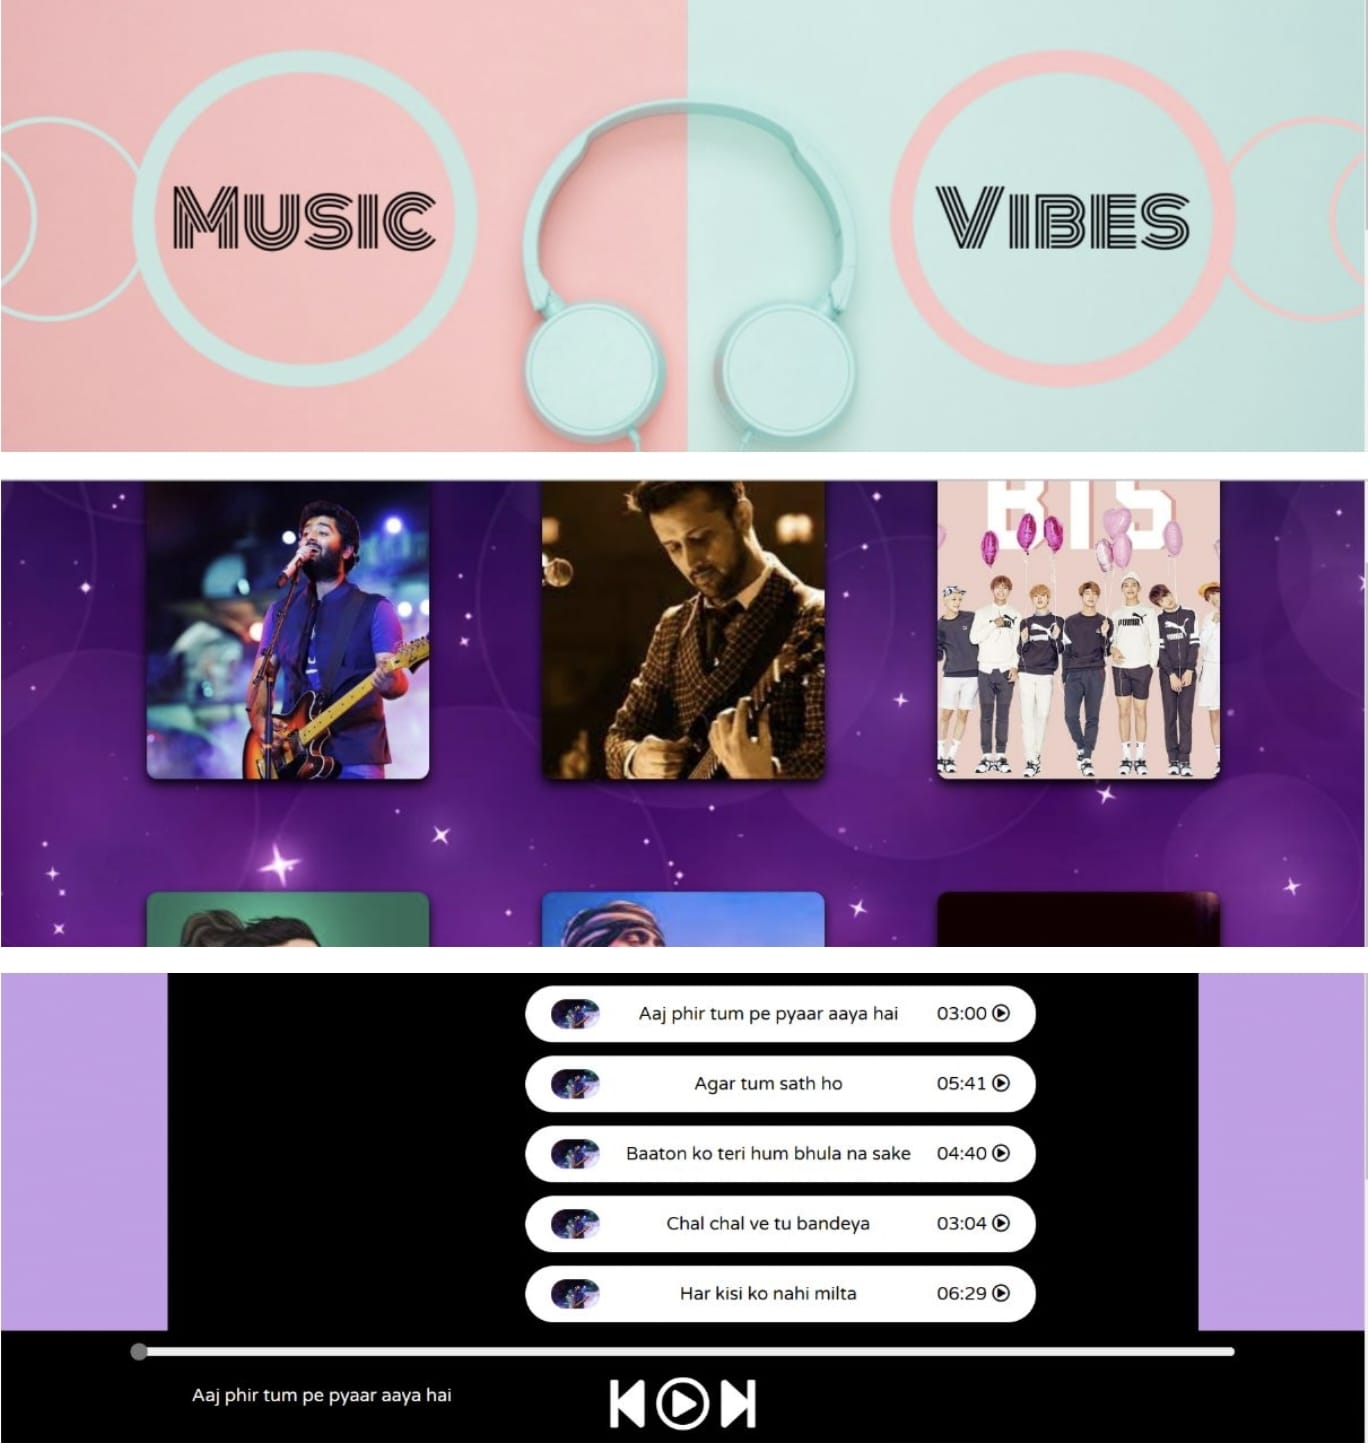 MUSIC
VIBES
BTS
PUMA
Aaj phir tum pe pyaar aaya hai 03:00
Agar tum sath ho 05:41
Baaton ko teri hum bhula na sake 04:40
Chal chal ve tu bandeya 03:04
Har kisi ko nahi milta 06:29
Aaj phir tum pe pyaar aaya hai